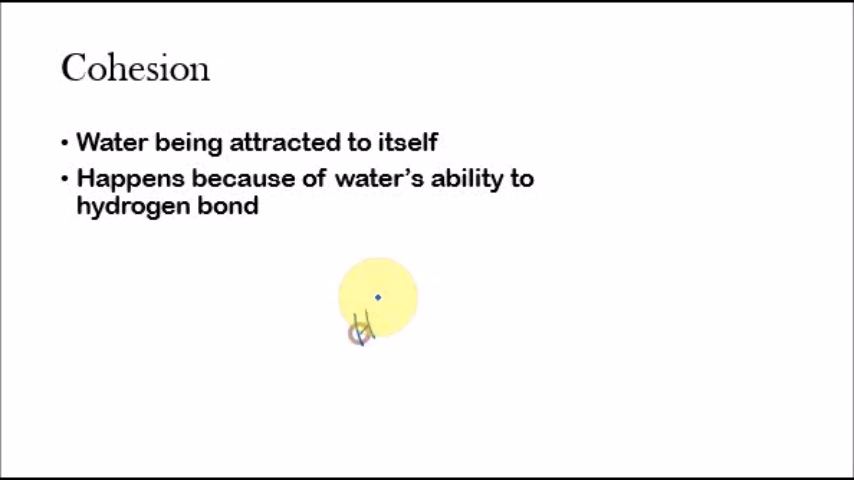 Cohesion
• Water being attracted to itself
• Happens because of water's ability to
hydrogen bond
H